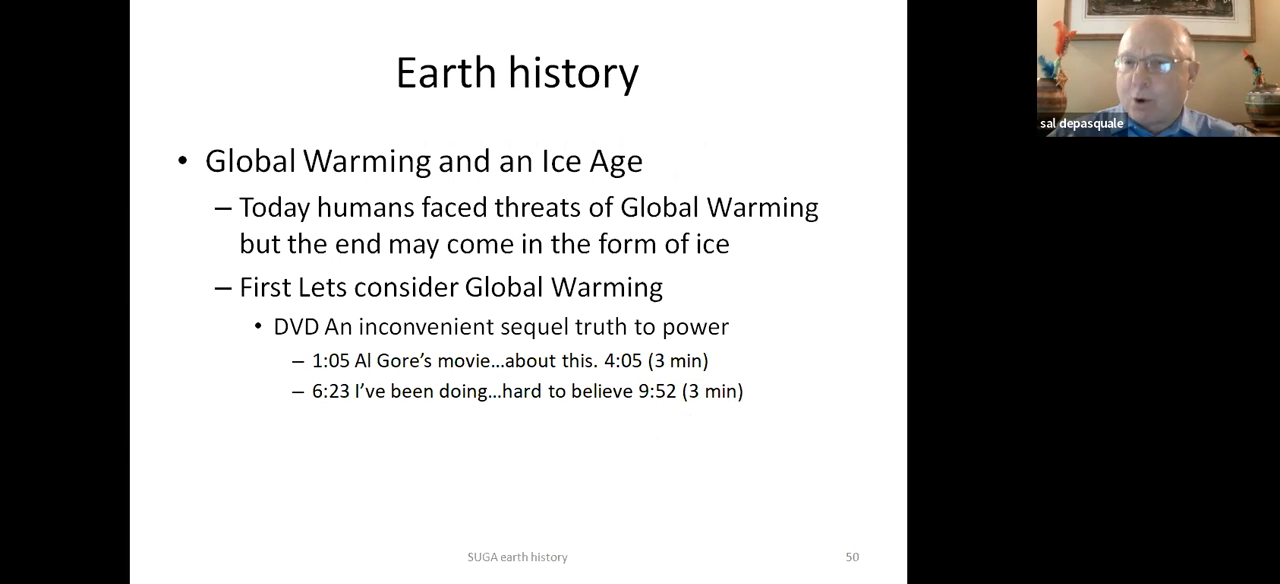 Earth history
• Global Warming and an Ice Age
– Today humans faced threats of Global Warming
but the end may come in the form of ice
– First Lets consider Global Warming
• DVD An inconvenient sequel truth to power
– 1:05 Al Gore's movie…about this. 4:05 (3 min)
– 6:23 I've been doing…hard to believe 9:52 (3 min)
SUGA earth history
50
sal depasquale